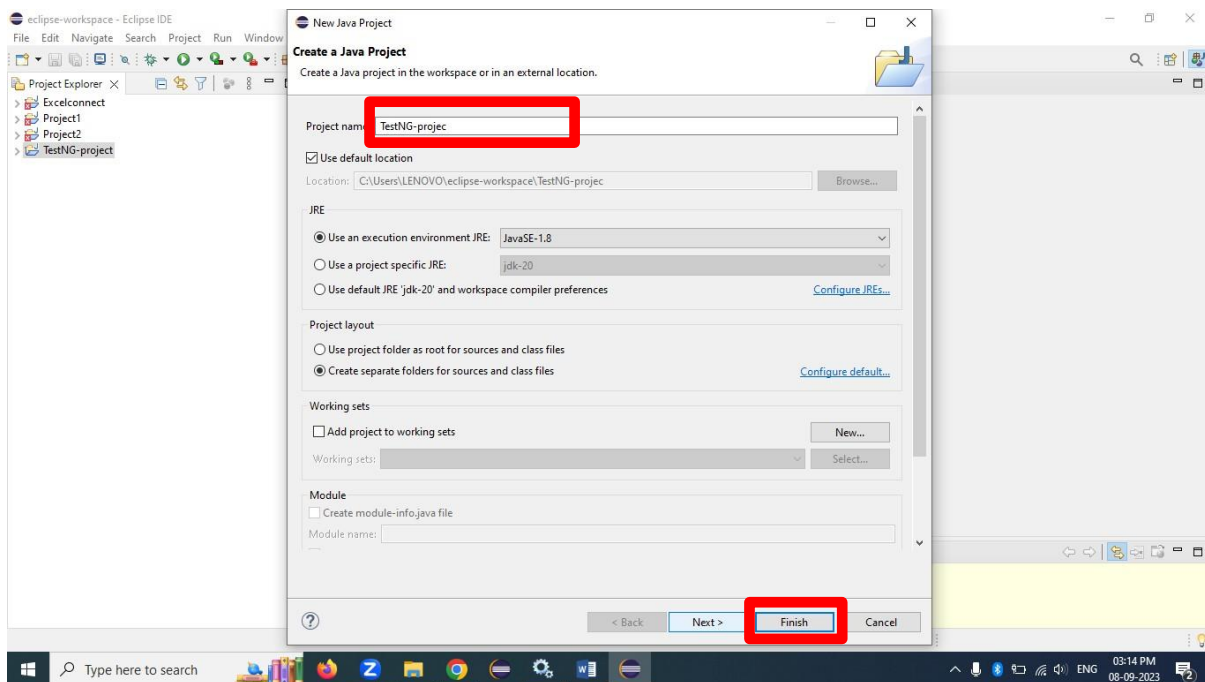 eclipse-workspace - Eclipse IDE
File Edit Navigate Search Project Run Window
Project Explorer
Excelconnect
Project1
Project2
TestNG-project
New Java Project
Create a Java Project
Create a Java project in the workspace or in an external location.
Project nam TestNG-projec
Use default location
Location: C:\Users\LENOVO\eclipse-workspace\TestNG-projec Browse...
JRE
Use an execution environment JRE: JavaSE-1.8
Use a project specific JRE: jdk-20
Use default JRE 'jdk-20' and workspace compiler preferences Configure JREs...
Project layout
Use project folder as root for sources and class files
Create separate folders for sources and class files Configure default...
Working sets
Add project to working sets New...
Working sets: Select...
Module
Create module-info.java file
Module name:
< Back Next > Finish Cancel
Type here to search
ENG
03:14 PM
08-09-2023
2